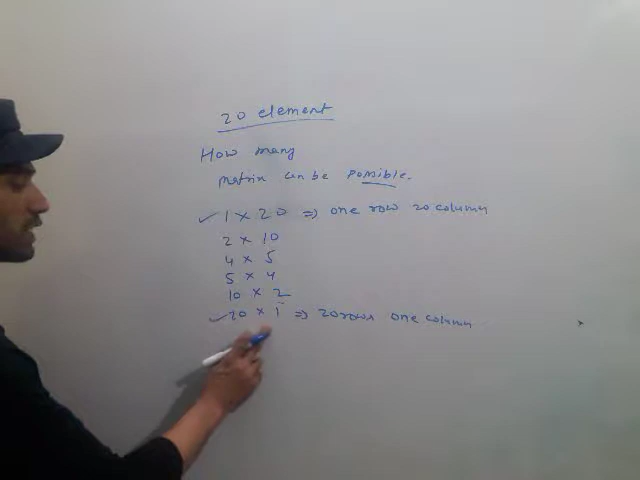 20 element
How many
matrix can be possible.
✓ 1 × 20 => one row 20 column
2 × 10
4 × 5
5 × 4
10 × 2
✓ 20 × 1 => 20 rows one column